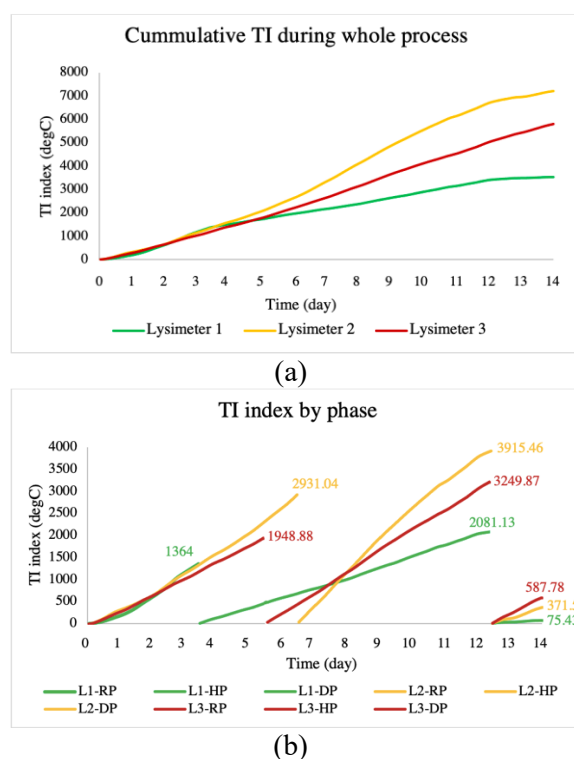 Cummulative TI during whole process
TI index (degC)
8000
7000
6000
5000
4000
3000
2000
1000
0
0 1 2 3 4 5 6 7 8 9 10 11 12 13 14
Time (day)
Lysimeter 1 Lysimeter 2 Lysimeter 3
(a)
TI index by phase
TI index (degC)
4000
3500
3000
2500
2000
1500
1000
500
0
3915.46
3249.87
2931.04
2081.13
1948.88
1364
587.78
371.5
75.43
0 1 2 3 4 5 6 7 8 9 10 11 12 13 14
Time (day)
L1-RP L1-HP L1-DP L2-RP L2-HP
L2-DP L3-RP L3-HP L3-DP
(b)